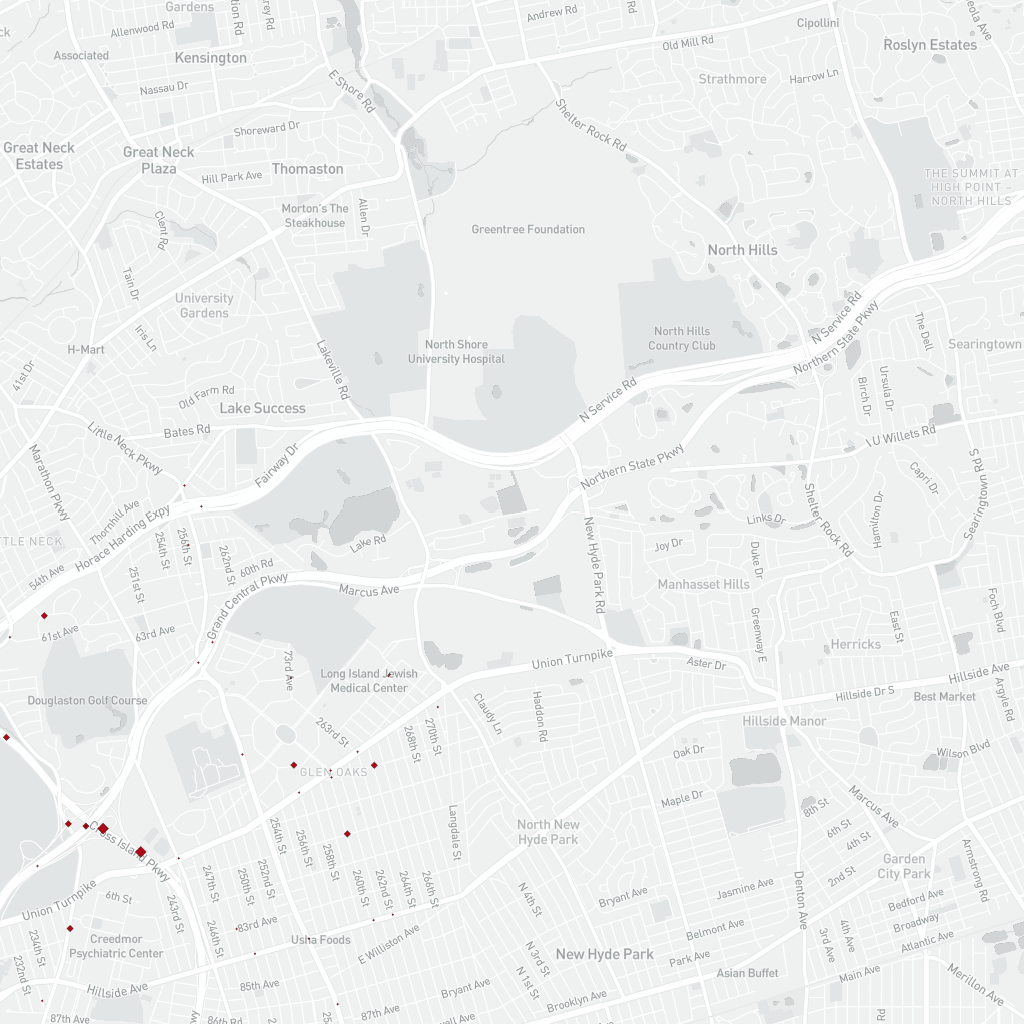 Gardens
Andrew Rd
Cipollini
Allenwood Rd
Associated
Kensington
Old Mill Rd
Roslyn Estates
Nassau Dr
E Shore Rd
Strathmore
Harrow Ln
Shoreward Dr
Shelter Rock Rd
Great Neck
Estates
Great Neck
Plaza
Thomaston
Hill Park Ave
THE SUMMIT AT
HIGH POINT -
NORTH HILLS
Morton's The
Steakhouse
Allen Dr
Clent Rd
Greentree Foundation
North Hills
Tain Dr
University
Gardens
Iris Ln
H-Mart
Lakeville Rd
North Shore
University Hospital
North Hills
Country Club
N Service Rd
Northern State Pkwy
The Dell
Searingtown
41st Dr
Old Farm Rd
Lake Success
Bates Rd
N Service Rd
Birch Dr
Ursula Dr
Little Neck Pkwy
Marathon Pkwy
Fairway Dr
Northern State Pkwy
I U Willets Rd
Capri Dr
Searingtown Rd S
Thornhill Ave
Horace Harding Expy
254th St
256th St
262nd St
Lake Rd
New Hyde Park Rd
Links Dr
Shelter Rock Rd
Hamilton Dr
TTLE NECK
54th Ave
251st St
60th Rd
Grand Central Pkwy
Marcus Ave
Joy Dr
Duke Dr
Manhasset Hills
Foch Blvd
61st Ave
63rd Ave
Greenway E
East St
Herricks
Union Turnpike
Aster Dr
73rd Ave
Long Island Jewish
Medical Center
Hillside Ave
Hillside Dr S
Best Market
Argyle Rd
Douglaston Golf Course
263rd St
268th St
270th St
Claudy Ln
Haddon Rd
Hillside Manor
Oak Dr
Wilson Blvd
GLEN OAKS
Maple Dr
Marcus Ave
8th St
6th St
4th St
Cross Island Pkwy
254th St
256th St
258th St
Langdale St
North New
Hyde Park
2nd St
Garden
City Park
Armstrong Rd
Union Turnpike
6th St
243rd St
247th St
250th St
252nd St
260th St
262nd St
264th St
266th St
N 4th St
Bryant Ave
Jasmine Ave
Denton Ave
Bedford Ave
Broadway
Atlantic Ave
234th St
232nd St
Creedmor
Psychiatric Center
246th St
83rd Ave
Usha Foods
E Williston Ave
Belmont Ave
3rd Ave
4th Ave
N 3rd St
N 1st St
New Hyde Park
Park Ave
Asian Buffet
Main Ave
Merillon Ave
Hillside Ave
85th Ave
Bryant Ave
Brooklyn Ave
87th Ave
86th Rd
87th Ave